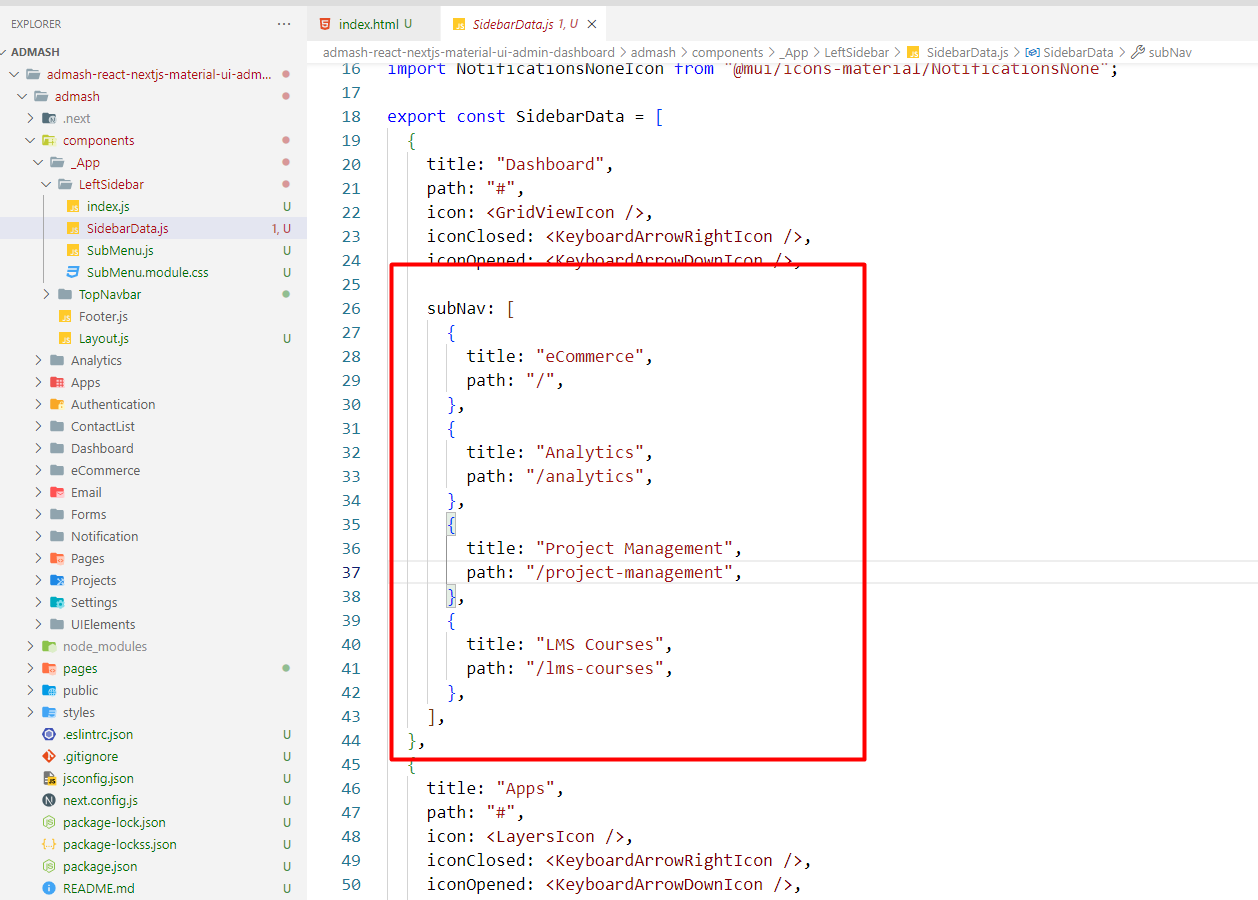 EXPLORER
ADMASH
admash-react-nextjs-material-ui-adm...
admash
.next
components
_App
LeftSidebar
index.js U
SidebarData.js 1, U
SubMenu.js U
SubMenu.module.css U
TopNavbar
Footer.js
Layout.js U
Analytics
Apps
Authentication
ContactList
Dashboard
eCommerce
Email
Forms
Notification
Pages
Projects
Settings
UIElements
node_modules
pages
public
styles
.eslintrc.json U
.gitignore U
jsconfig.json U
next.config.js U
package-lock.json U
package-lockss.json U
package.json U
README.md U
index.html U
SidebarData.js 1, U
admash-react-nextjs-material-ui-admin-dashboard > admash > components > _App > LeftSidebar > SidebarData.js > SidebarData > subNav
16 import NotificationsNoneIcon from "@mui/icons-material/NotificationsNone";
17
18 export const SidebarData = [
19 {
20 title: "Dashboard",
21 path: "#",
22 icon: <GridViewIcon />,
23 iconClosed: <KeyboardArrowRightIcon />,
24 iconOpened: <KeyboardArrowDownIcon />,
25
26 subNav: [
27 {
28 title: "eCommerce",
29 path: "/",
30 },
31 {
32 title: "Analytics",
33 path: "/analytics",
34 },
35 {
36 title: "Project Management",
37 path: "/project-management",
38 },
39 {
40 title: "LMS Courses",
41 path: "/lms-courses",
42 },
43 ],
44 },
45 {
46 title: "Apps",
47 path: "#",
48 icon: <LayersIcon />,
49 iconClosed: <KeyboardArrowRightIcon />,
50 iconOpened: <KeyboardArrowDownIcon />,